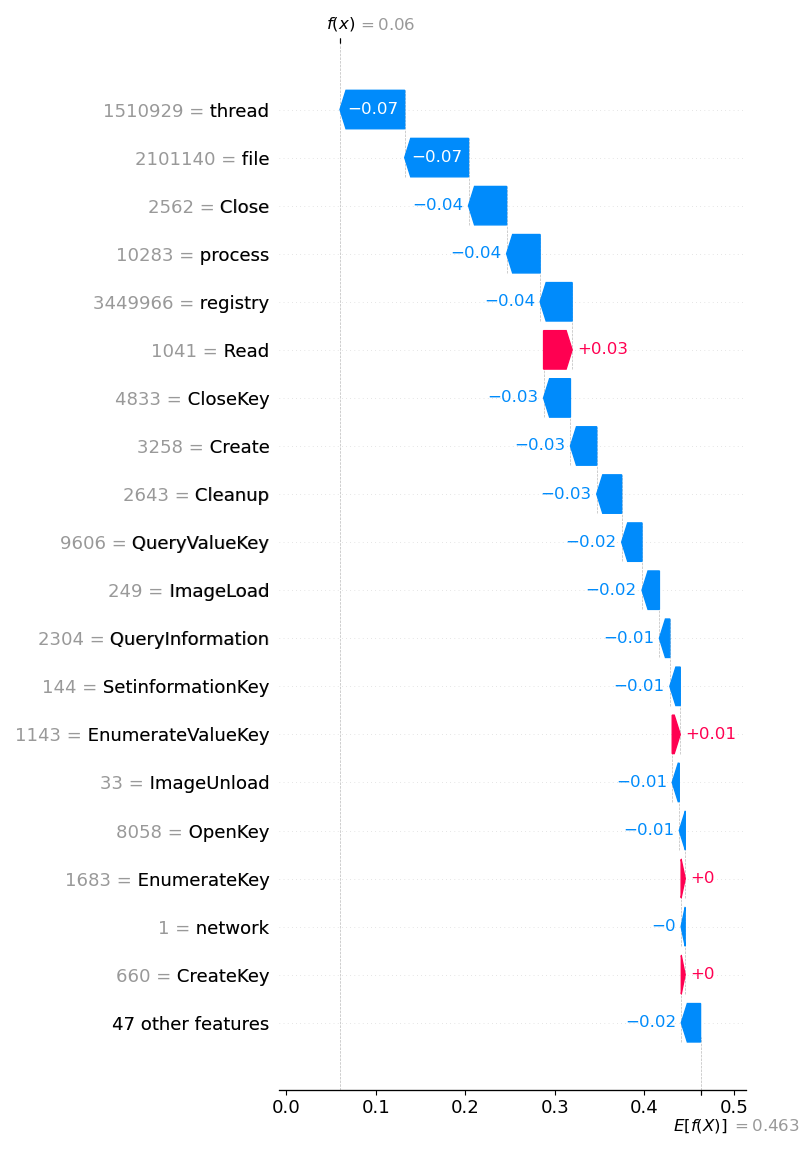 f(x) = 0.06
1510929 = thread −0.07
2101140 = file −0.07
2562 = Close −0.04
10283 = process −0.04
3449966 = registry −0.04
1041 = Read +0.03
4833 = CloseKey −0.03
3258 = Create −0.03
2643 = Cleanup −0.03
9606 = QueryValueKey −0.02
249 = ImageLoad −0.02
2304 = QueryInformation −0.01
144 = SetinformationKey −0.01
1143 = EnumerateValueKey +0.01
33 = ImageUnload −0.01
8058 = OpenKey −0.01
1683 = EnumerateKey +0
1 = network −0
660 = CreateKey +0
47 other features −0.02
0.0 0.1 0.2 0.3 0.4 0.5
E[f(X)] = 0.463